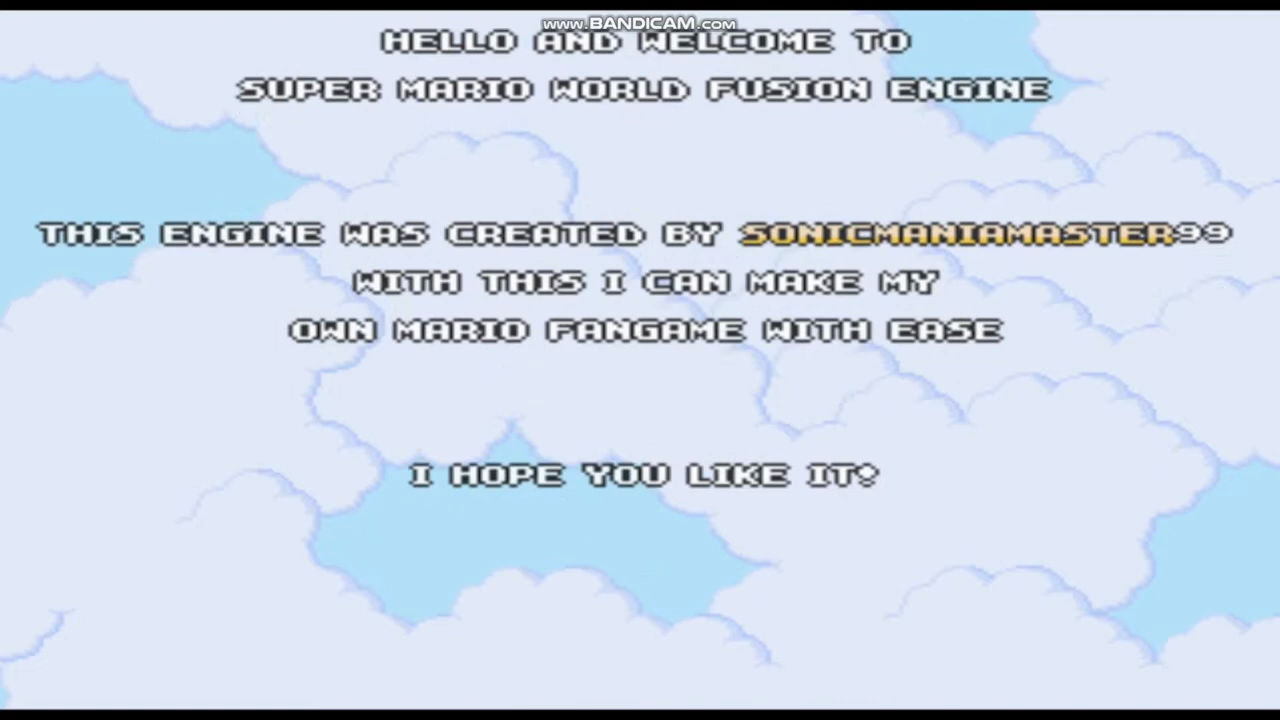 www.BANDICAM.com
HELLO AND WELCOME TO
SUPER MARIO WORLD FUSION ENGINE
THIS ENGINE WAS CREATED BY SONICMANIAMASTER99
WITH THIS I CAN MAKE MY
OWN MARIO FANGAME WITH EASE
I HOPE YOU LIKE IT!